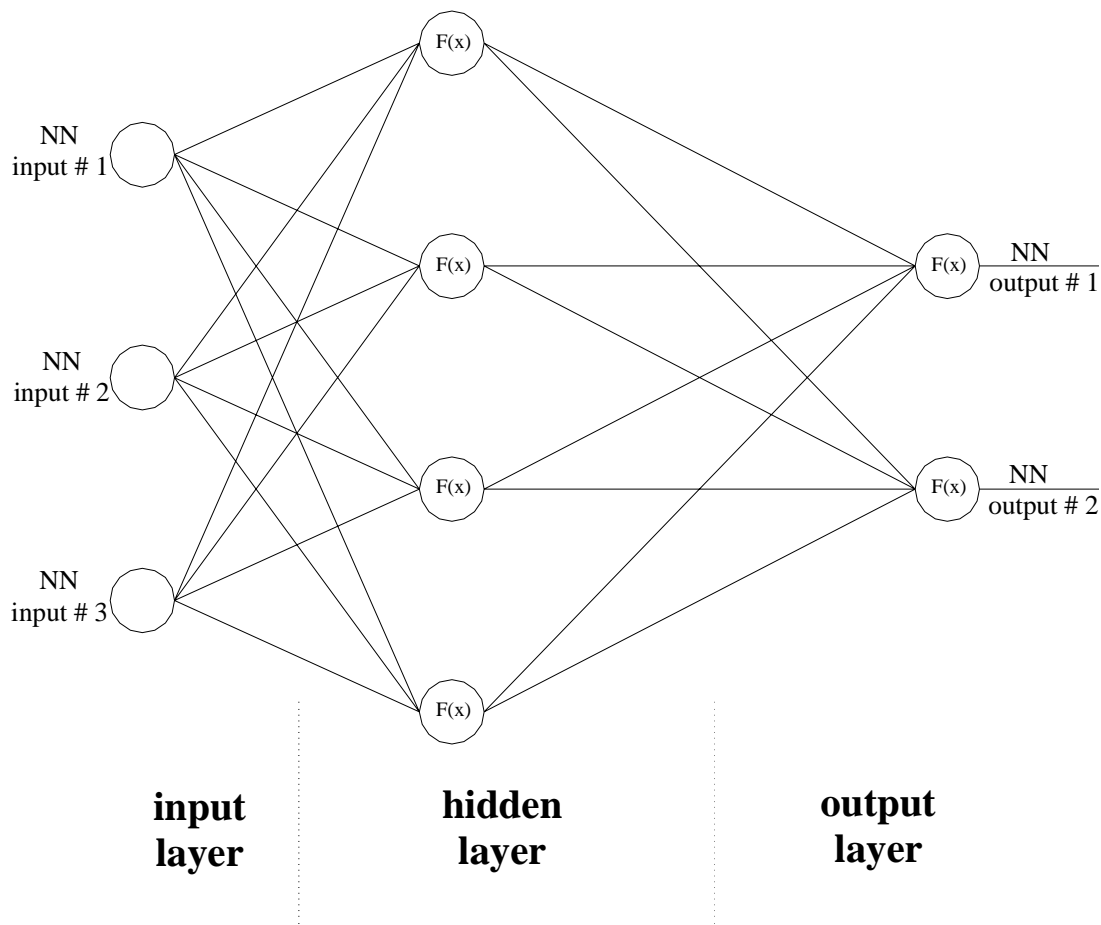 F(x)
NN
input # 1
F(x)
F(x)
NN
output # 1
NN
input # 2
F(x)
F(x)
NN
output # 2
NN
input # 3
F(x)
input
layer
hidden
layer
output
layer